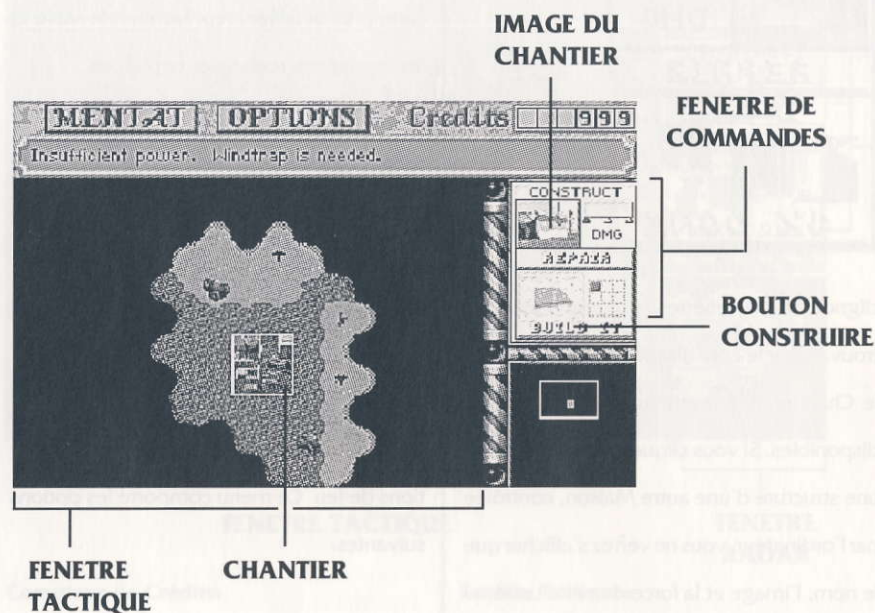 IMAGE DU
CHANTIER
FENETRE DE
COMMANDES
MENTAT OPTIONS Credits 999
Insufficient power. Windtrap is needed.
CONSTRUCT
DMG
REPAIR
BUILD IT
BOUTON
CONSTRUIRE
FENETRE
TACTIQUE
CHANTIER